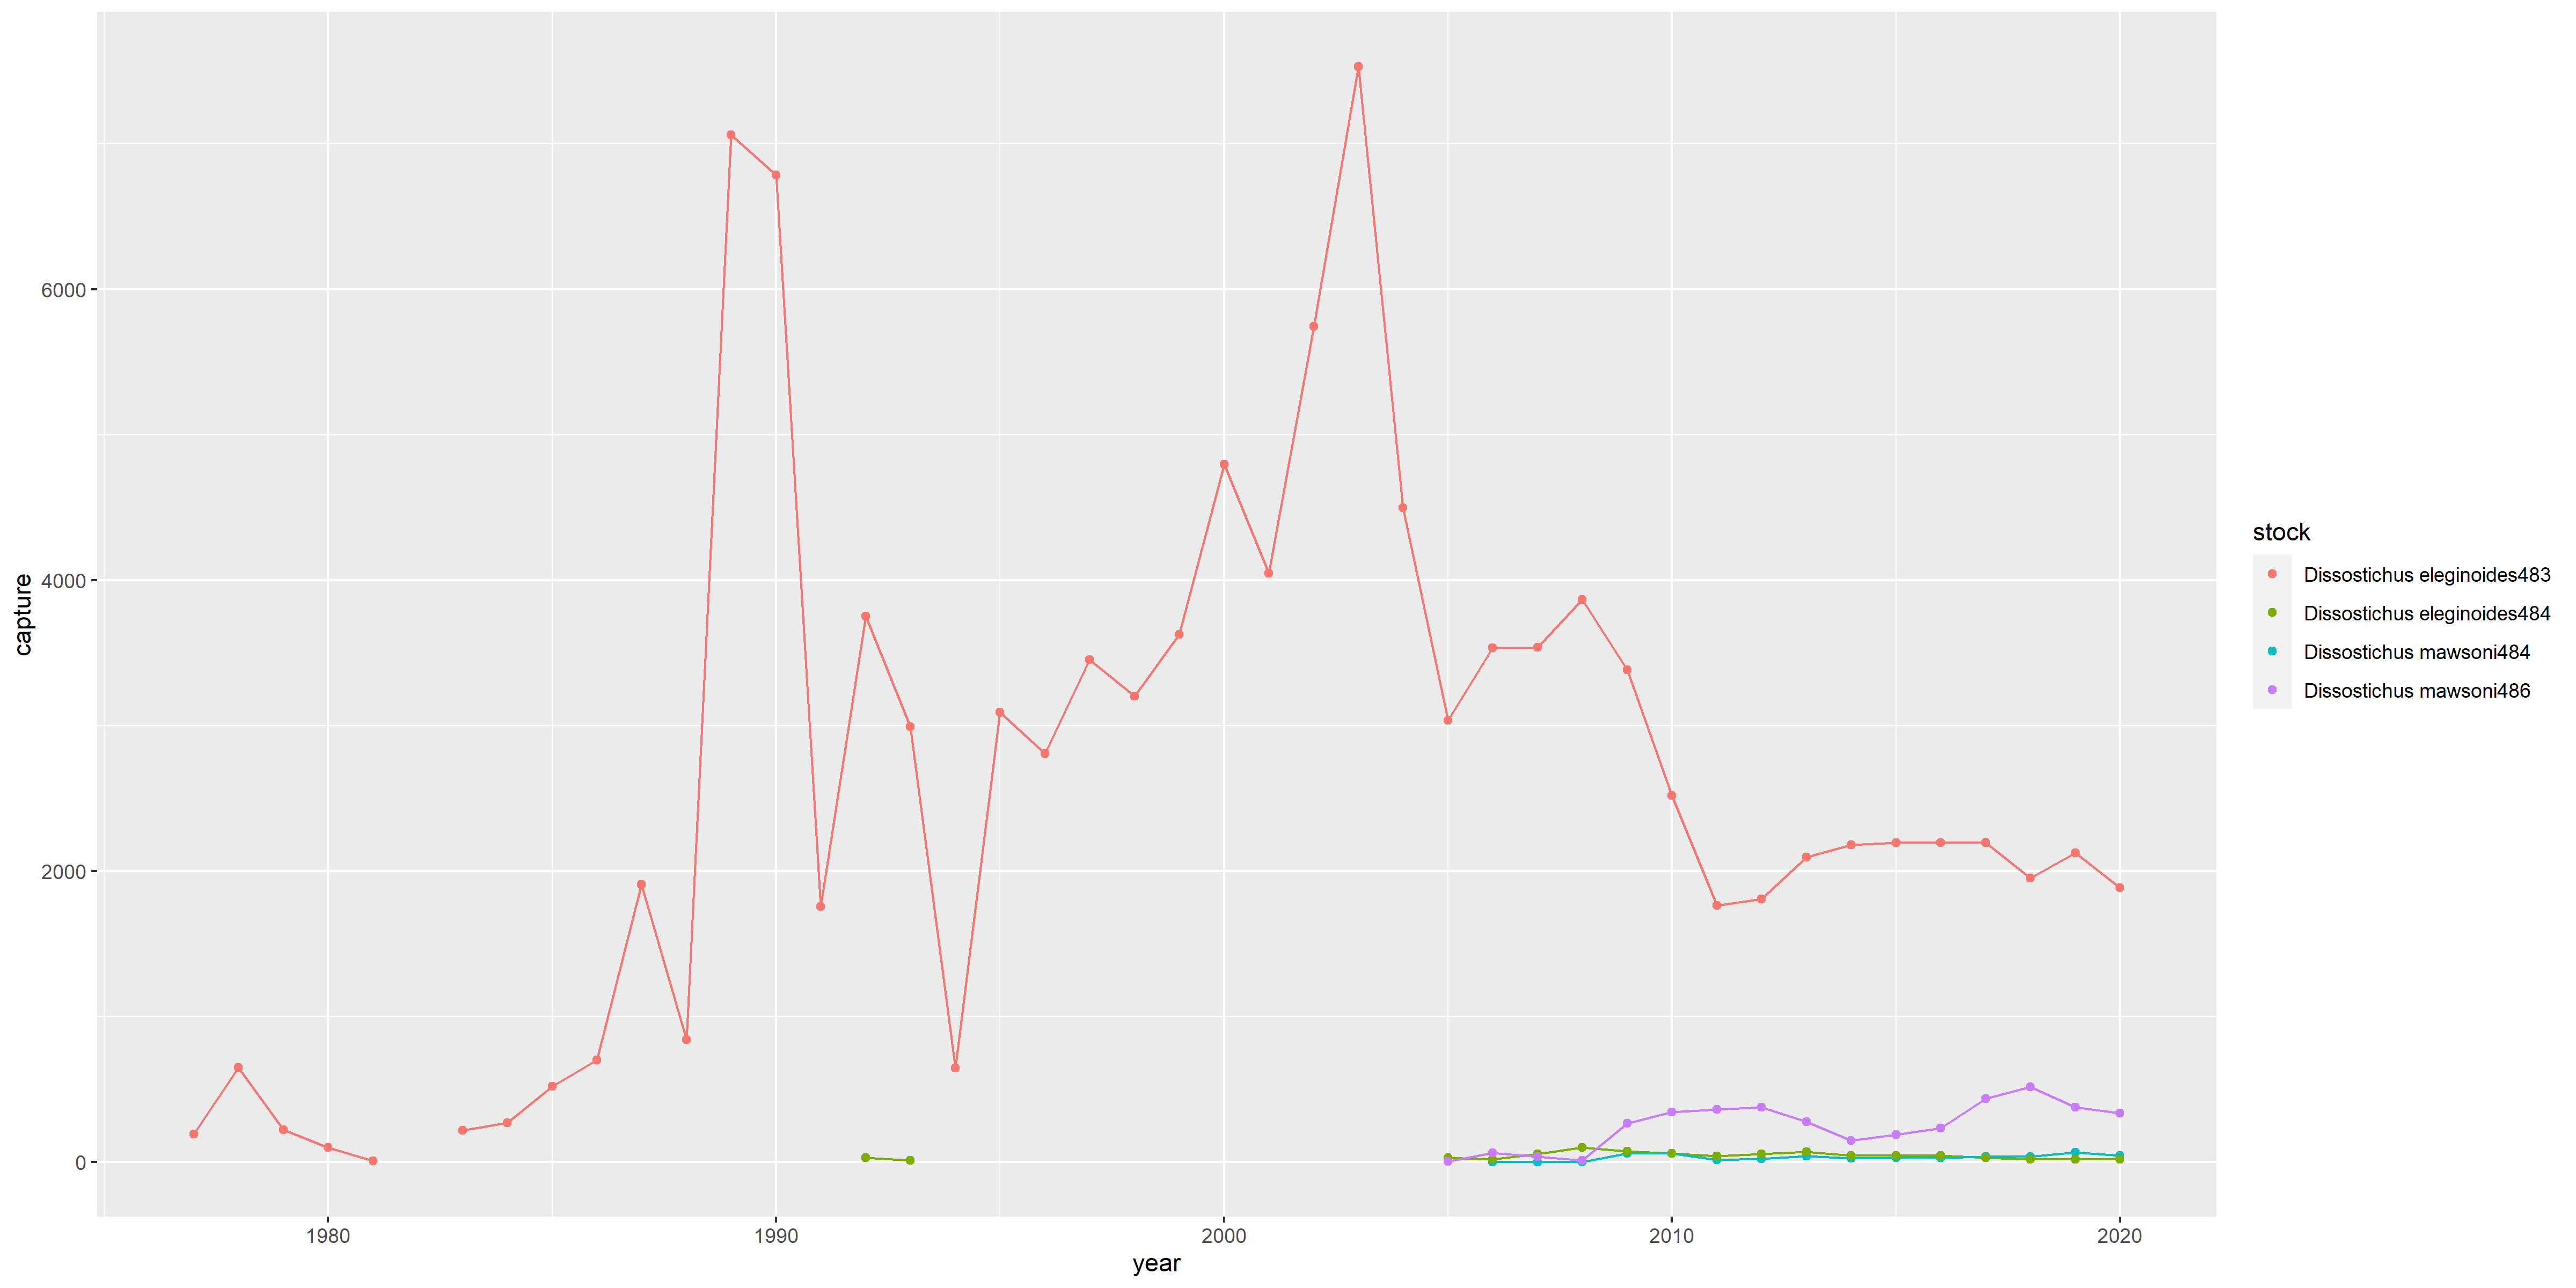 6000
4000
2000
0
capture
1980
1990
2000
2010
2020
year
stock
Dissostichus eleginoides483
Dissostichus eleginoides484
Dissostichus mawsoni484
Dissostichus mawsoni486